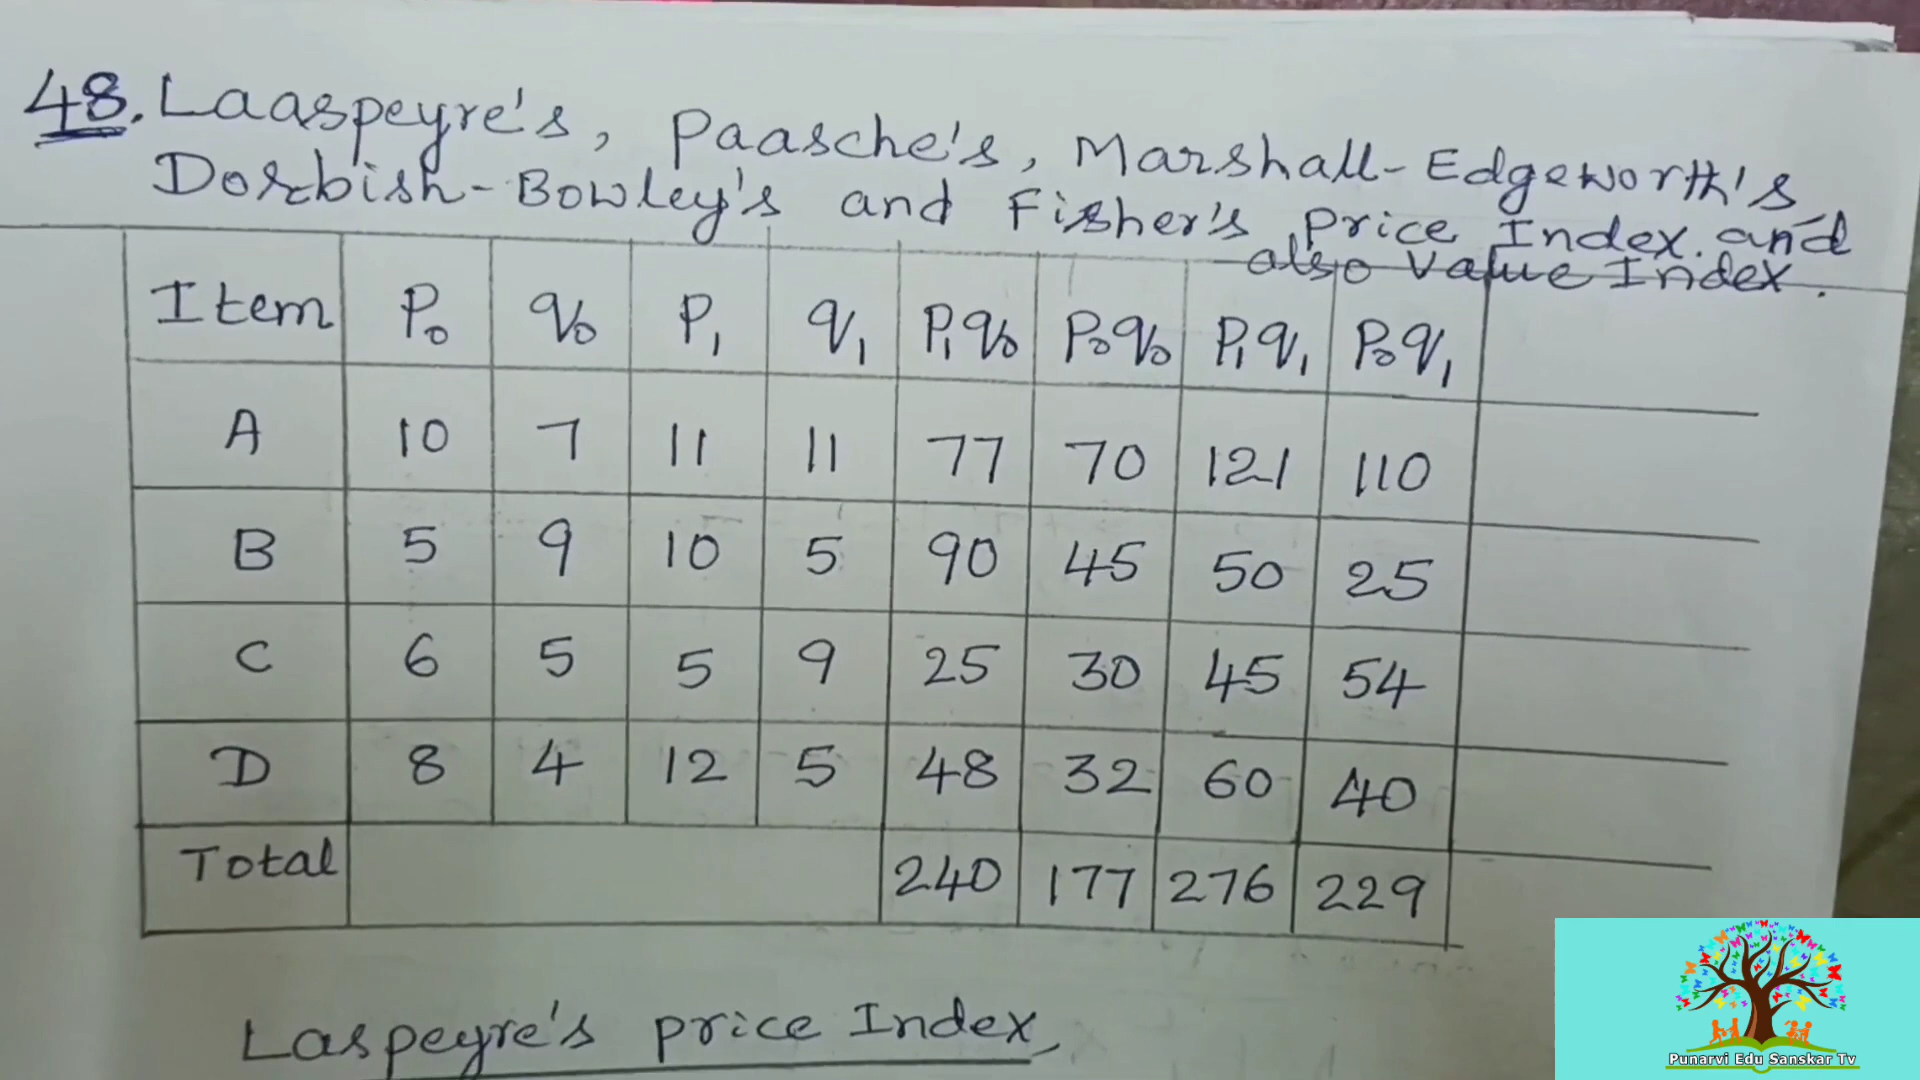 48. Laaspeyre's, Paasche's, Marshall-Edgeworth's,
Dorbish-Bowley's and Fisher's Price Index. and
also Value Index.
Item P₀ q₀ P₁ q₁ P₁q₀ P₀q₀ P₁q₁ P₀q₁
A 10 7 11 11 77 70 121 110
B 5 9 10 5 90 45 50 25
C 6 5 5 9 25 30 45 54
D 8 4 12 5 48 32 60 40
Total 240 177 276 229
Laspeyre's price Index,
Punarvi Edu Sanskar Tv